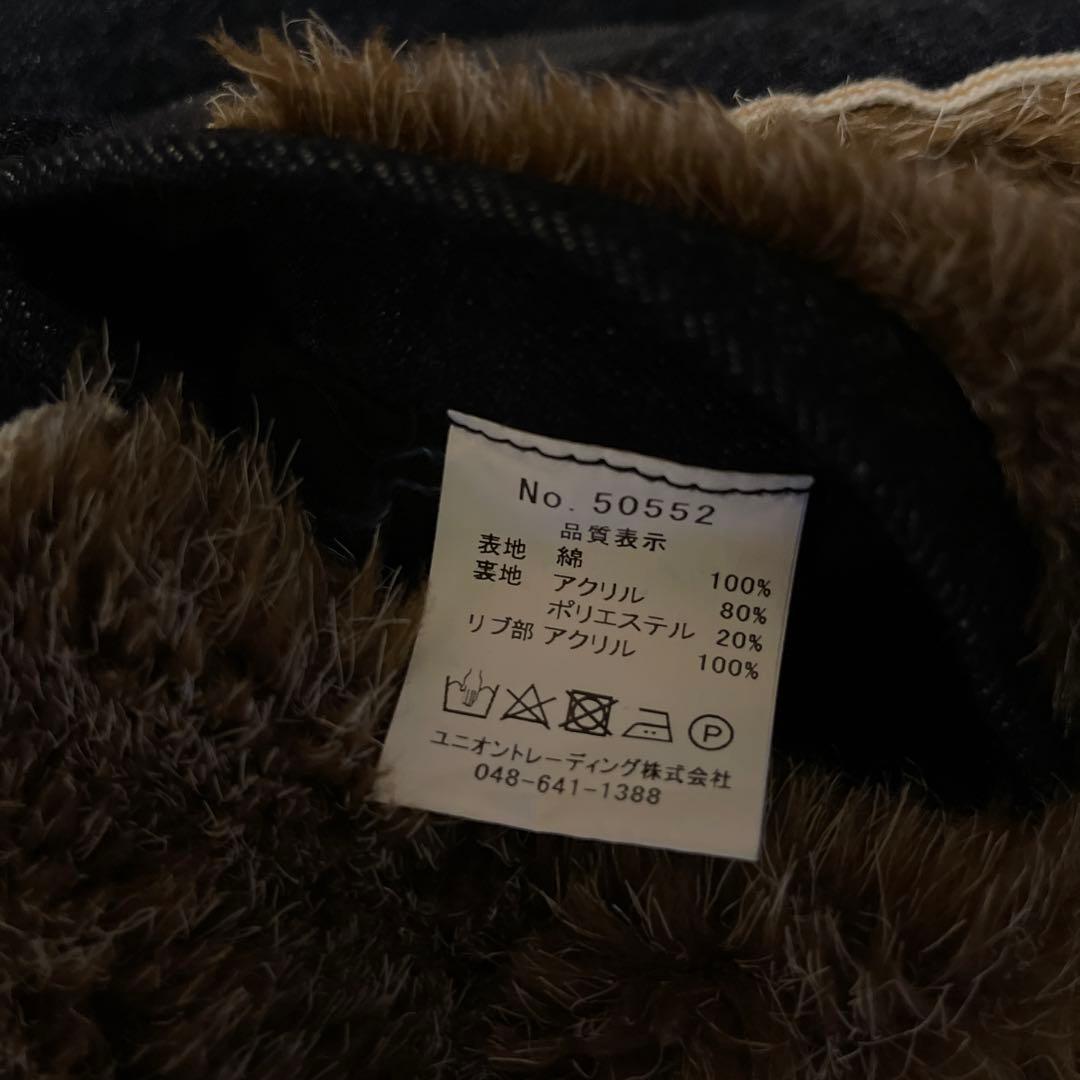 No. 50552
品質表示
表地 綿 100%
裏地 アクリル 80%
ポリエステル 20%
リブ部 アクリル 100%
P
ユニオントレーディング株式会社
048-641-1388